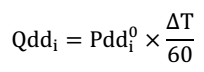 Qdd_i = Pdd_i^0 × ΔT/60